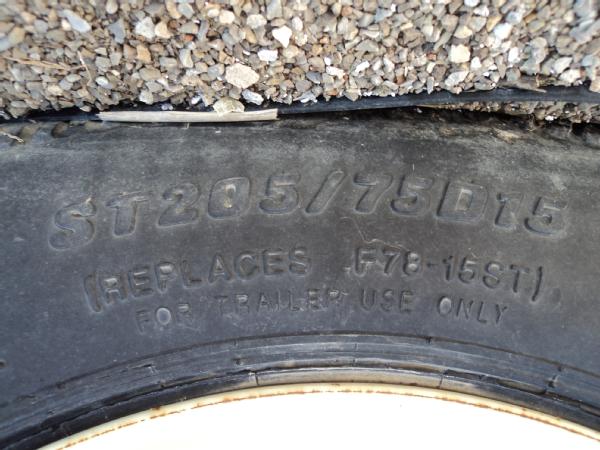 ST205/75D15
(REPLACES F78-15ST)
FOR TRAILER USE ONLY